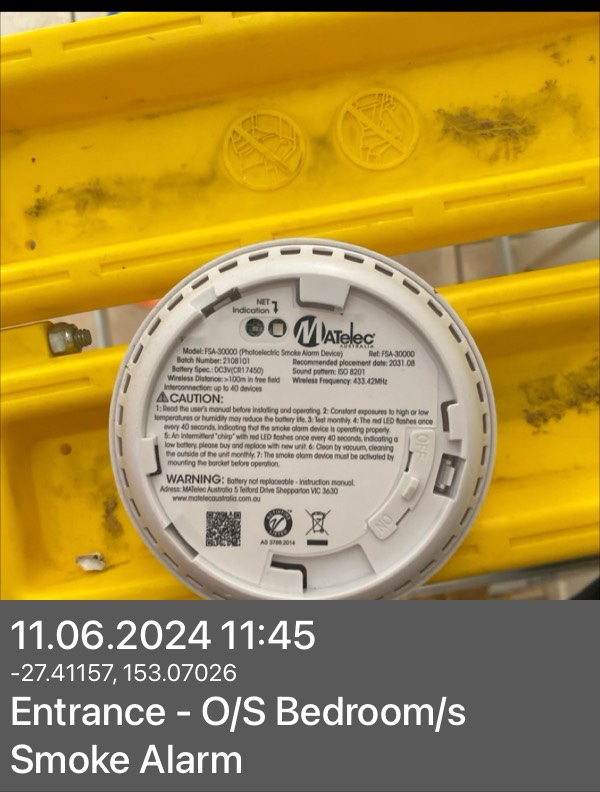 NET
Indication
MATelec
AUSTRALIA
Model: FSA-30000 (Photoelectric Smoke Alarm Device) Ref: FSA-30000
Batch Number: 2108101 Recommended placement date: 2031.08
Battery Spec.: DC3V(CR17450) Sound pattern: ISO 8201
Wireless Distance: >100m in free field Wireless Frequency: 433.42MHz
Interconnection: up to 40 devices
CAUTION:
1: Read the user's manual before installing and operating. 2: Constant exposures to high or low
temperatures or humidity may reduce the battery life. 3: Test monthly. 4: The red LED flashes once
every 40 seconds, indicating that the smoke alarm device is operating properly.
5: An intermittent "chirp" with red LED flashes once every 40 seconds, indicating a
low battery, please buy and replace with new unit. 6: Clean by vacuum, cleaning
the outside of the unit monthly. 7: The smoke alarm device must be activated by
mounting the barcket before operation.
WARNING: Battery not replaceable - instruction manual.
Adress: MATelec Australia 5 Telford Drive Shepparton VIC 3630
www.matelecaustralia.com.au
OFF
ON
AS 3786:2014
11.06.2024 11:45
-27.41157, 153.07026
Entrance - O/S Bedroom/s
Smoke Alarm